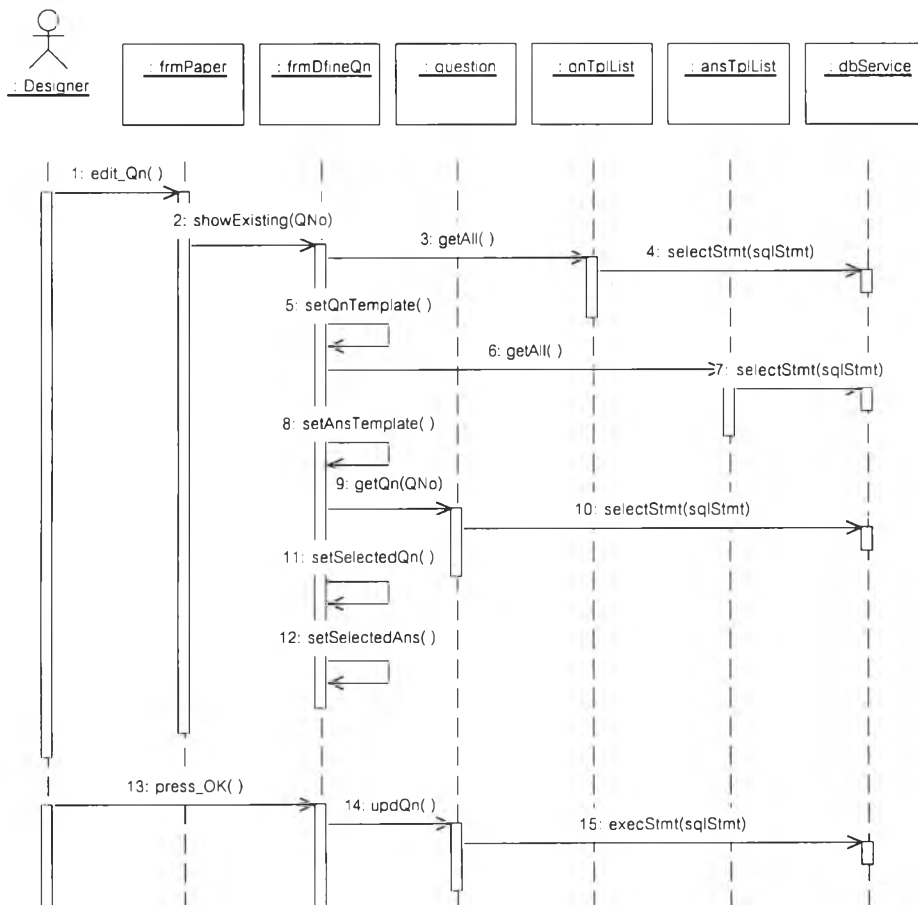 : Designer
: frmPaper
: frmDfineQn
: question
: qnTplList
: ansTplList
: dbService
1: edit_Qn( )
2: showExisting(QNo)
3: getAll( )
4: selectStmt(sqlStmt)
5: setQnTemplate( )
6: getAll( )
7: selectStmt(sqlStmt)
8: setAnsTemplate( )
9: getQn(QNo)
10: selectStmt(sqlStmt)
11: setSelectedQn( )
12: setSelectedAns( )
13: press_OK( )
14: updQn( )
15: execStmt(sqlStmt)